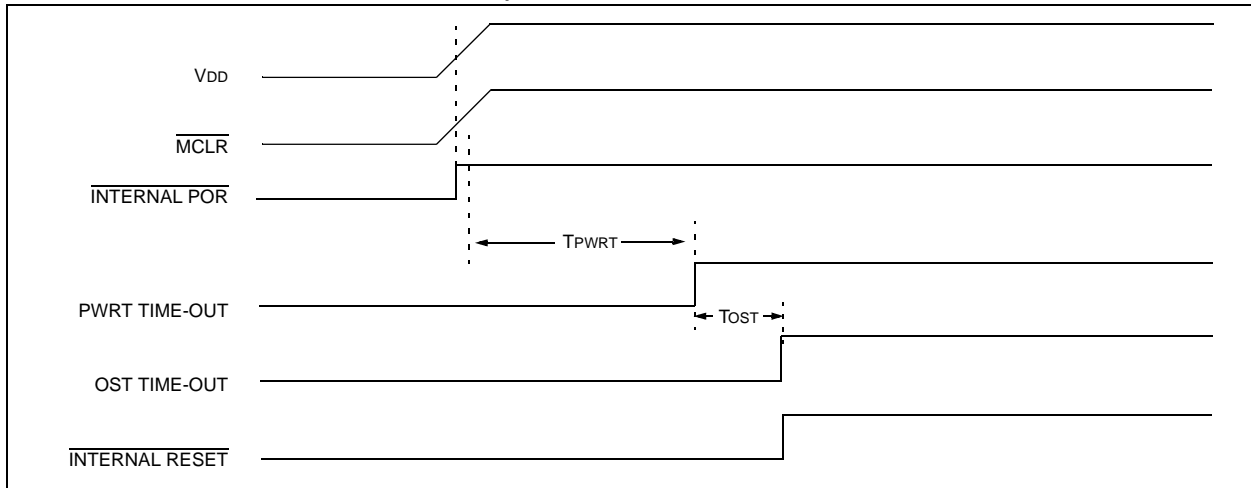 VDD
MCLR
INTERNAL POR
TPWRT
PWRT TIME-OUT
TOST
OST TIME-OUT
INTERNAL RESET